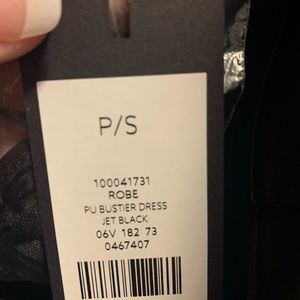 P/S
100041731
ROBE
PU BUSTIER DRESS
JET BLACK
06V 182 73
0467407